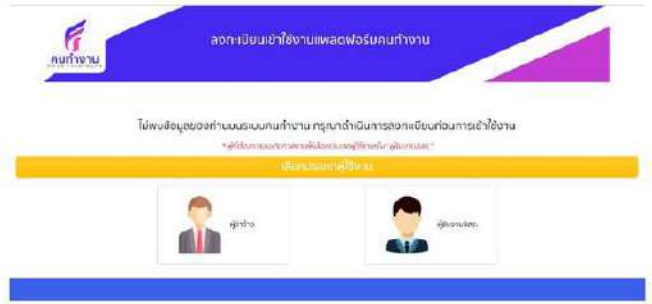 ลงทะเบียนเข้าใช้งานแพลตฟอร์มคนทำงาน
คนทำงาน
ไม่พบข้อมูลของท่านบนระบบคนทำงาน กรุณาดำเนินการลงทะเบียนก่อนการเข้าใช้งาน
เลือกประเภทผู้ใช้งาน
ผู้ว่าจ้าง
ผู้รับงานอิสระ